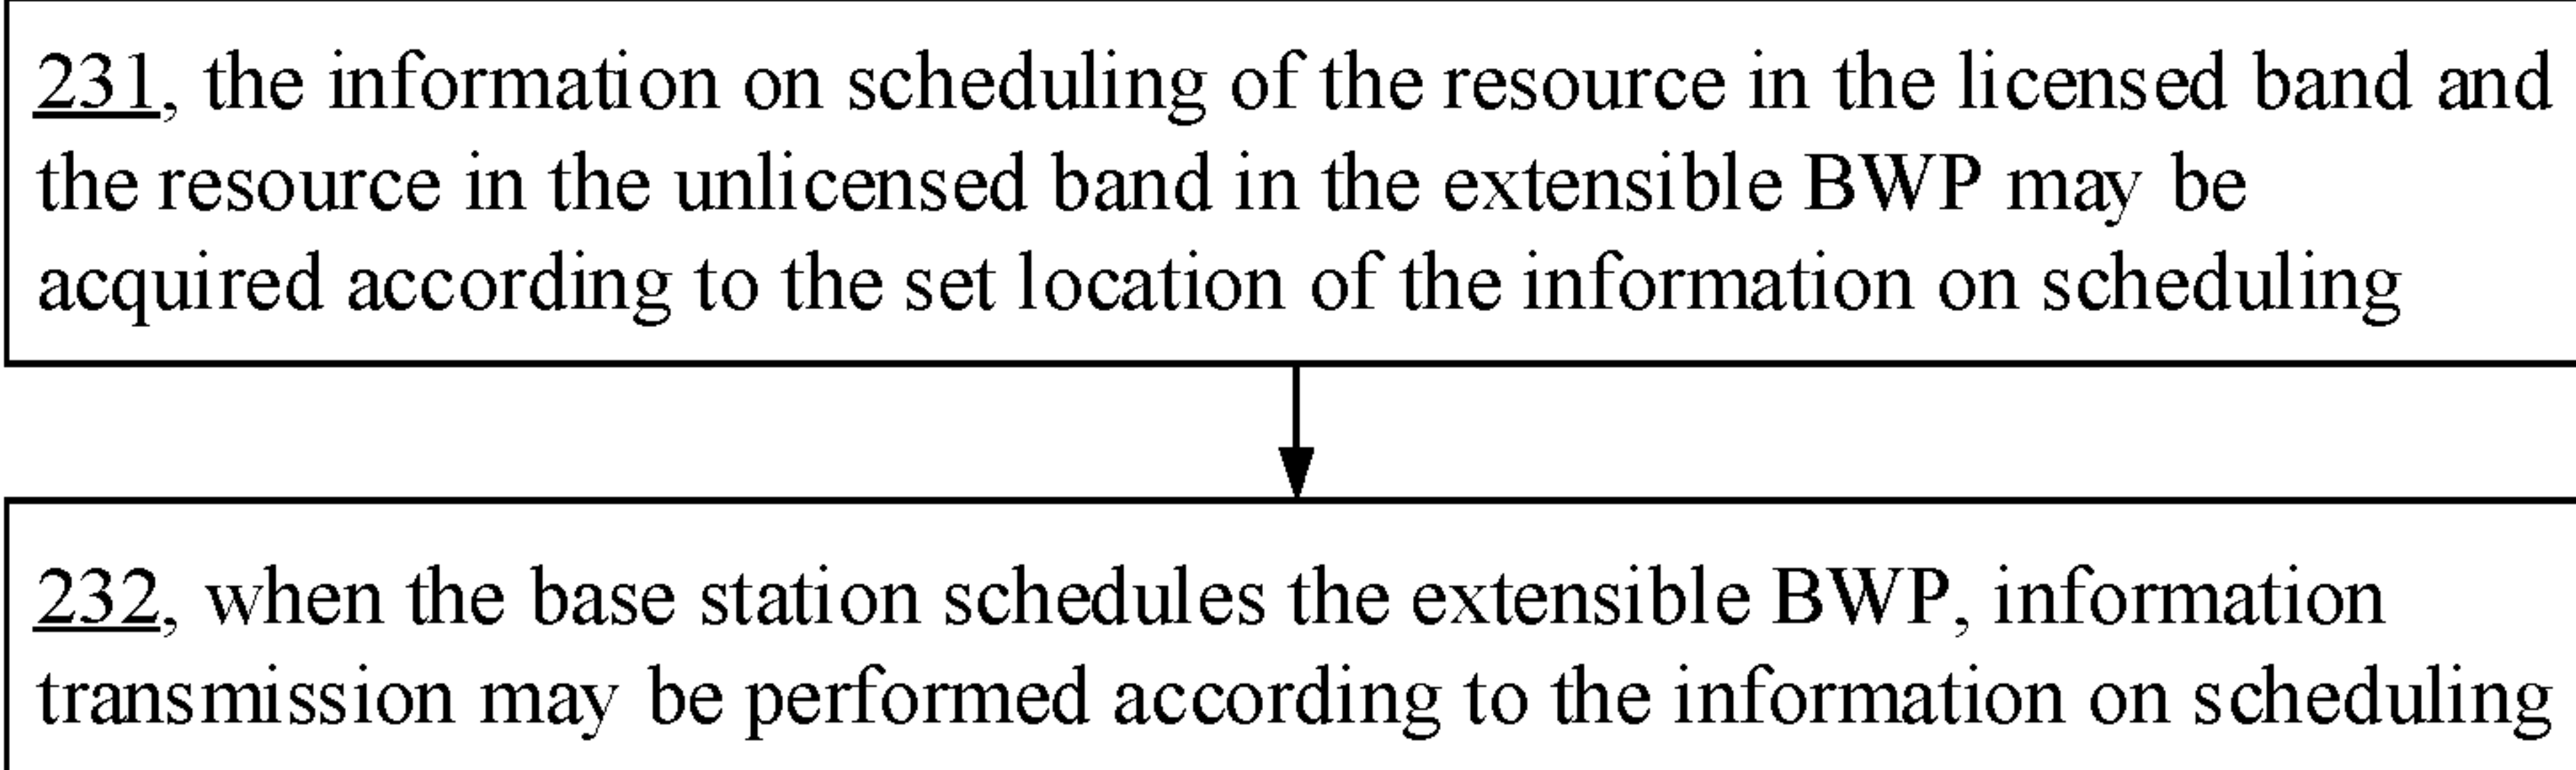 231, the information on scheduling of the resource in the licensed band and
the resource in the unlicensed band in the extensible BWP may be
acquired according to the set location of the information on scheduling
232, when the base station schedules the extensible BWP, information
transmission may be performed according to the information on scheduling